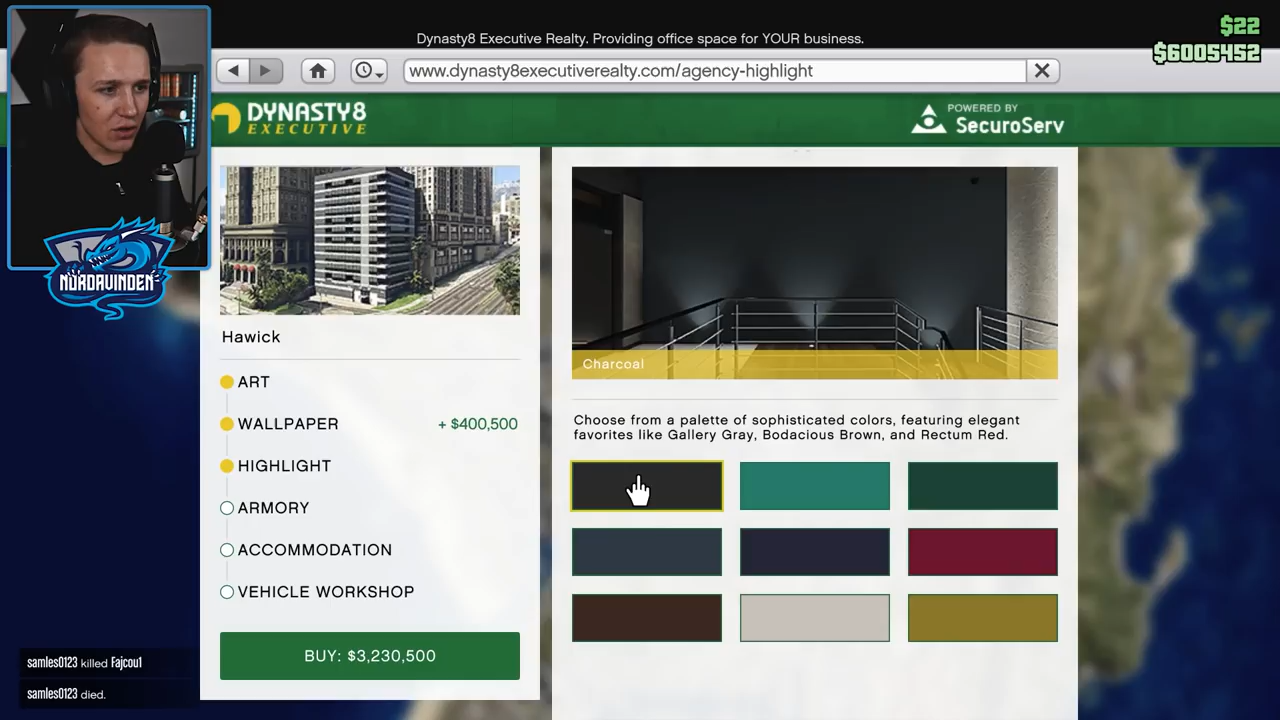 $22
$6005452
Dynasty8 Executive Realty. Providing office space for YOUR business.
www.dynasty8executiverealty.com/agency-highlight
DYNASTY8
EXECUTIVE
POWERED BY
SecuroServ
NORDAVINDEN
Hawick
ART
WALLPAPER + $400,500
HIGHLIGHT
ARMORY
ACCOMMODATION
VEHICLE WORKSHOP
BUY: $3,230,500
Charcoal
Choose from a palette of sophisticated colors, featuring elegant
favorites like Gallery Gray, Bodacious Brown, and Rectum Red.
samles0123 killed Fajcou1
samles0123 died.